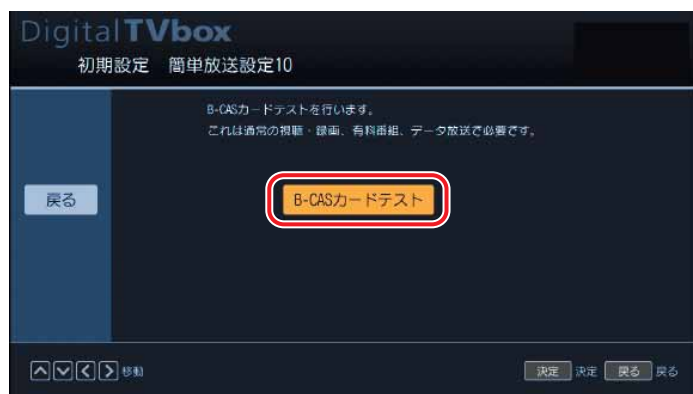 DigitalTVbox
初期設定 簡単放送設定10
B-CASカードテストを行います。
これは通常の視聴・録画、有料番組、データ放送で必要です。
戻る
B-CASカードテスト
移動
決定 決定 戻る 戻る